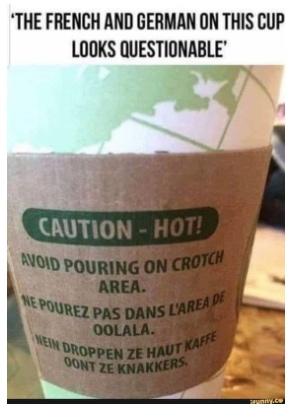 'THE FRENCH AND GERMAN ON THIS CUP
LOOKS QUESTIONABLE'
CAUTION - HOT!
AVOID POURING ON CROTCH
AREA.
NE POUREZ PAS DANS L'AREA DE
OOLALA.
NEIN DROPPEN ZE HAUT KAFFE
OONT ZE KNAKKERS.
ifunny.co